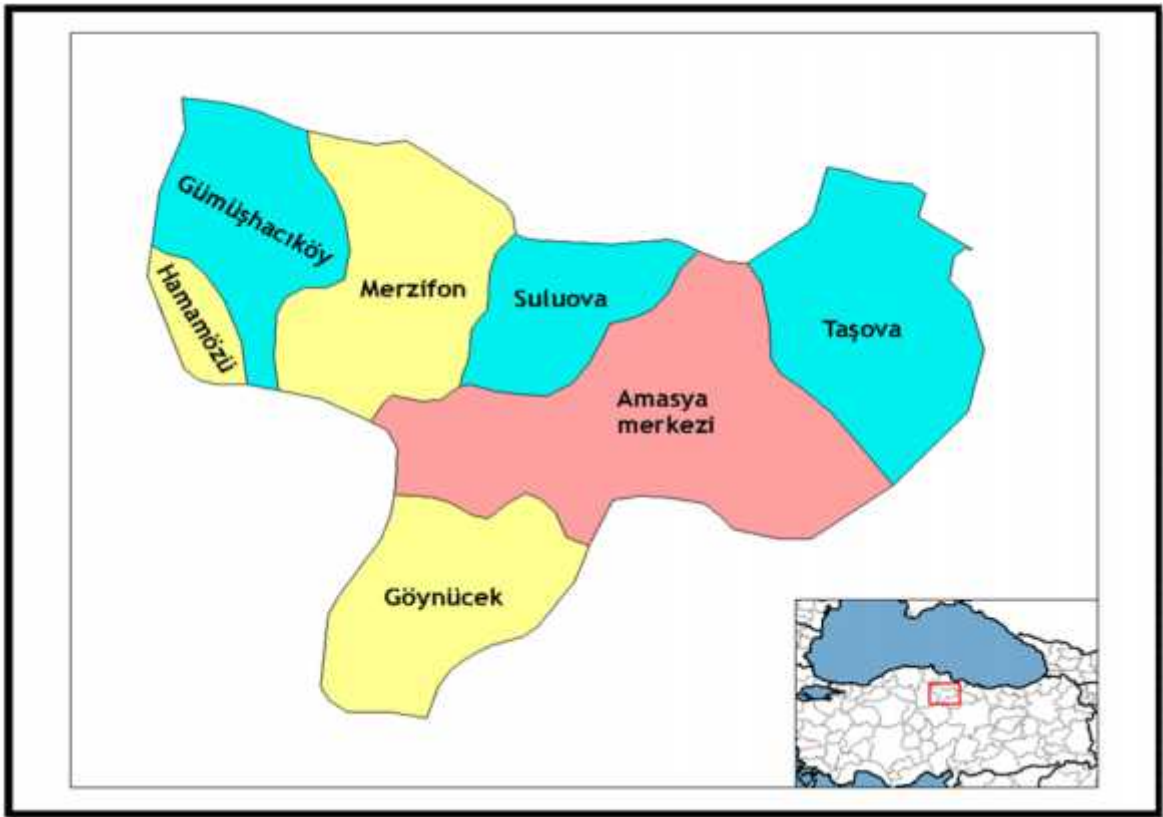 Gümüşhacıköy
Hamamözü
Merzifon
Suluova
Taşova
Amasya
merkezi
Göynücek